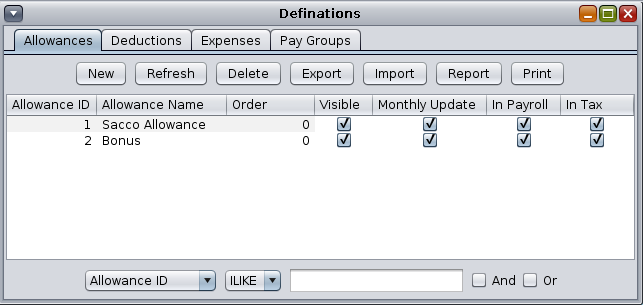 Definations
Allowances Deductions Expenses Pay Groups
New Refresh Delete Export Import Report Print
Allowance ID Allowance Name Order Visible Monthly Update In Payroll In Tax
1 Sacco Allowance 0
2 Bonus 0
Allowance ID ILIKE And Or